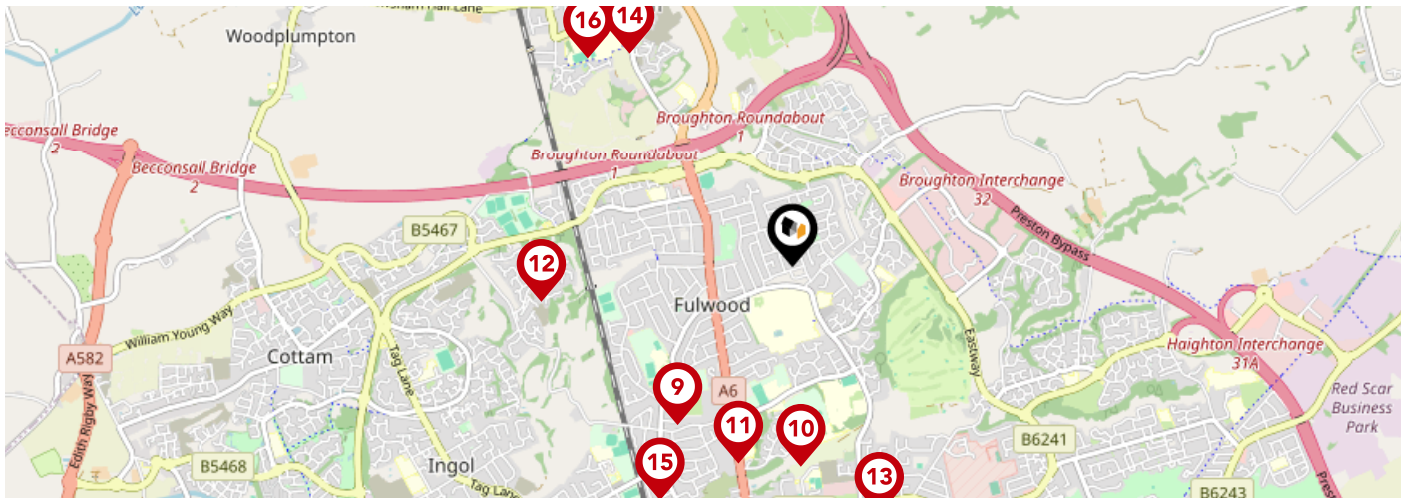 16
14
Woodplumpton
Broughton Roundabout
1
Becconsall Bridge
2
Broughton Roundabout
1
Becconsall Bridge
2
Broughton Interchange
32
Preston Bypass
B5467
12
Fulwood
William Young Way
Eastway
Haighton Interchange
31A
A582
Cottam
Tag Lane
9
A6
Red Scar
Business
Park
11
10
B6241
Edith Rigby Way
15
13
B5468
Ingol
Tag Lane
B6243